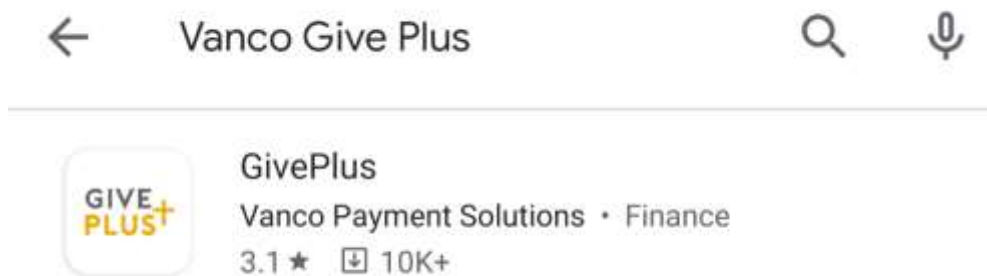 Vanco Give Plus
GivePlus
GIVE
PLUS+
Vanco Payment Solutions • Finance
3.1 ★ 10K+